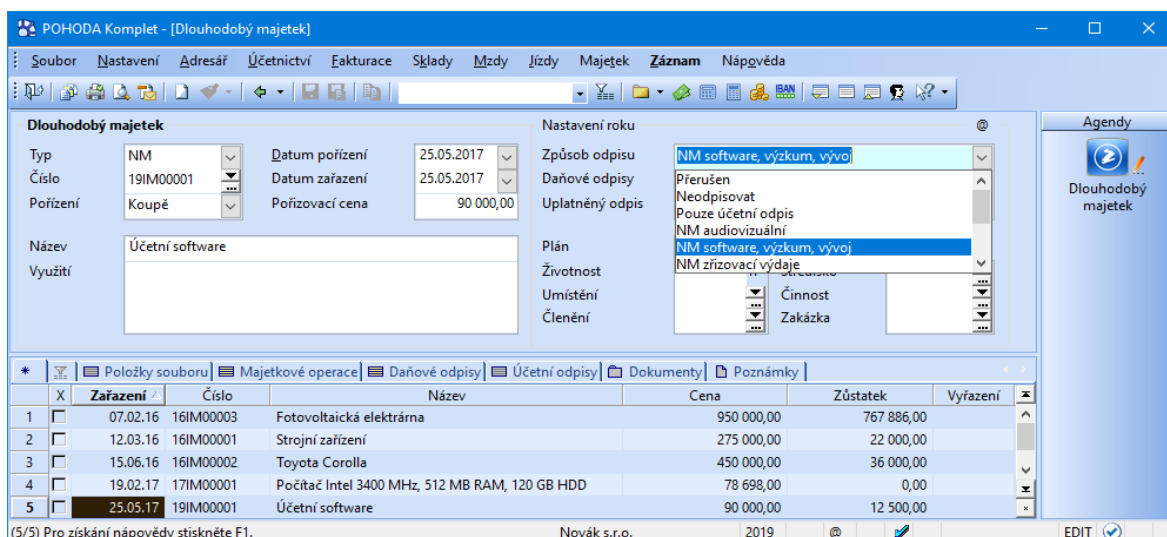 POHODA Komplet - [Dlouhodobý majetek]
Soubor Nastavení Adresář Účetnictví Fakturace Sklady Mzdy Jízdy Majetek Záznam Nápověda
IBAN
Dlouhodobý majetek
Typ NM Datum pořízení 25.05.2017
Číslo 19IM00001 Datum zařazení 25.05.2017
Pořízení Koupě Pořizovací cena 90 000,00
Název Účetní software
Využití
Nastavení roku @
Způsob odpisu NM software, výzkum, vývoj
Daňové odpisy
Uplatněný odpis
Přerušen
Neodpisovat
Pouze účetní odpis
NM audiovizuální
NM software, výzkum, vývoj
NM zřizovací výdaje
Plán
Životnost Středisko
Umístění Činnost
Členění Zakázka
Agendy
2
Dlouhodobý
majetek
* Položky souboru Majetkové operace Daňové odpisy Účetní odpisy Dokumenty Poznámky
X Zařazení Číslo Název Cena Zůstatek Vyřazení
1 07.02.16 16IM00003 Fotovoltaická elektrárna 950 000,00 767 886,00
2 12.03.16 16IM00001 Strojní zařízení 275 000,00 22 000,00
3 15.06.16 16IM00002 Toyota Corolla 450 000,00 36 000,00
4 19.02.17 17IM00001 Počítač Intel 3400 MHz, 512 MB RAM, 120 GB HDD 78 698,00 0,00
5 25.05.17 19IM00001 Účetní software 90 000,00 12 500,00
(5/5) Pro získání nápovědy stiskněte F1. Novák s.r.o. 2019 @ EDIT